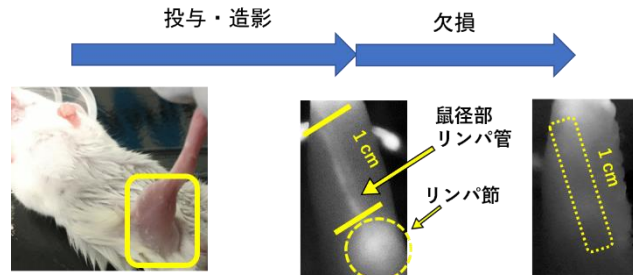 投与・造影
欠損
鼠径部
リンパ管
1 cm
リンパ節
1 cm